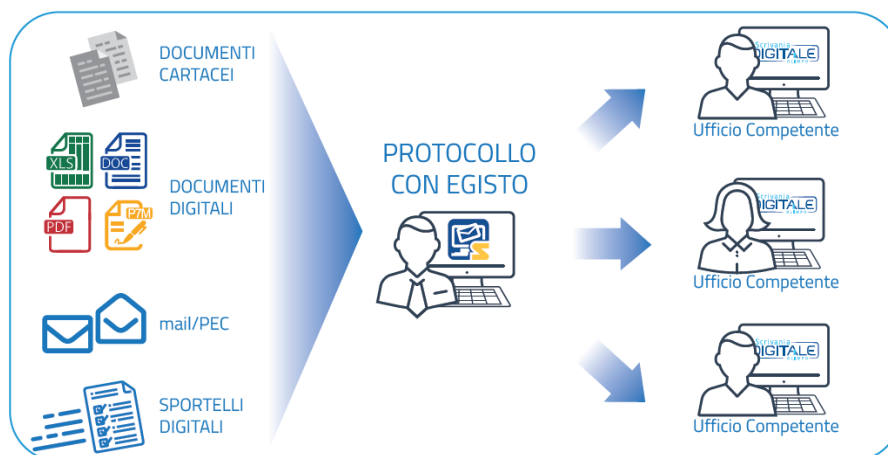 DOCUMENTI
CARTACEI
XLS
DOC
DOCUMENTI
DIGITALI
PDF
P7M
mail/PEC
SPORTELLI
DIGITALI
PROTOCOLLO
CON EGISTO
Scrivania
DIGITALE
Ufficio Competente
Scrivania
DIGITALE
Ufficio Competente
Scrivania
DIGITALE
Ufficio Competente